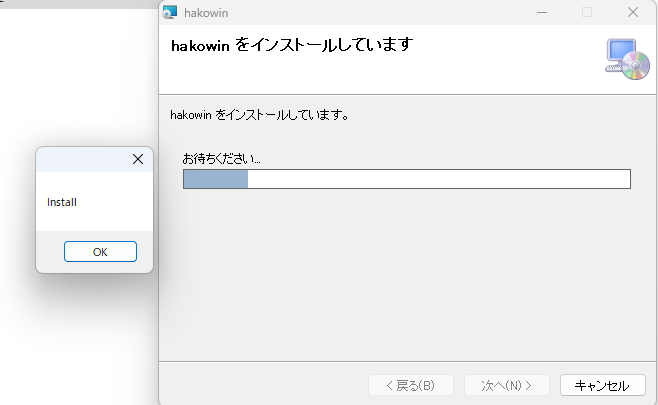 hakowin
hakowin をインストールしています
hakowin をインストールしています。
お待ちください...
Install
OK
< 戻る(B)
次へ(N) >
キャンセル